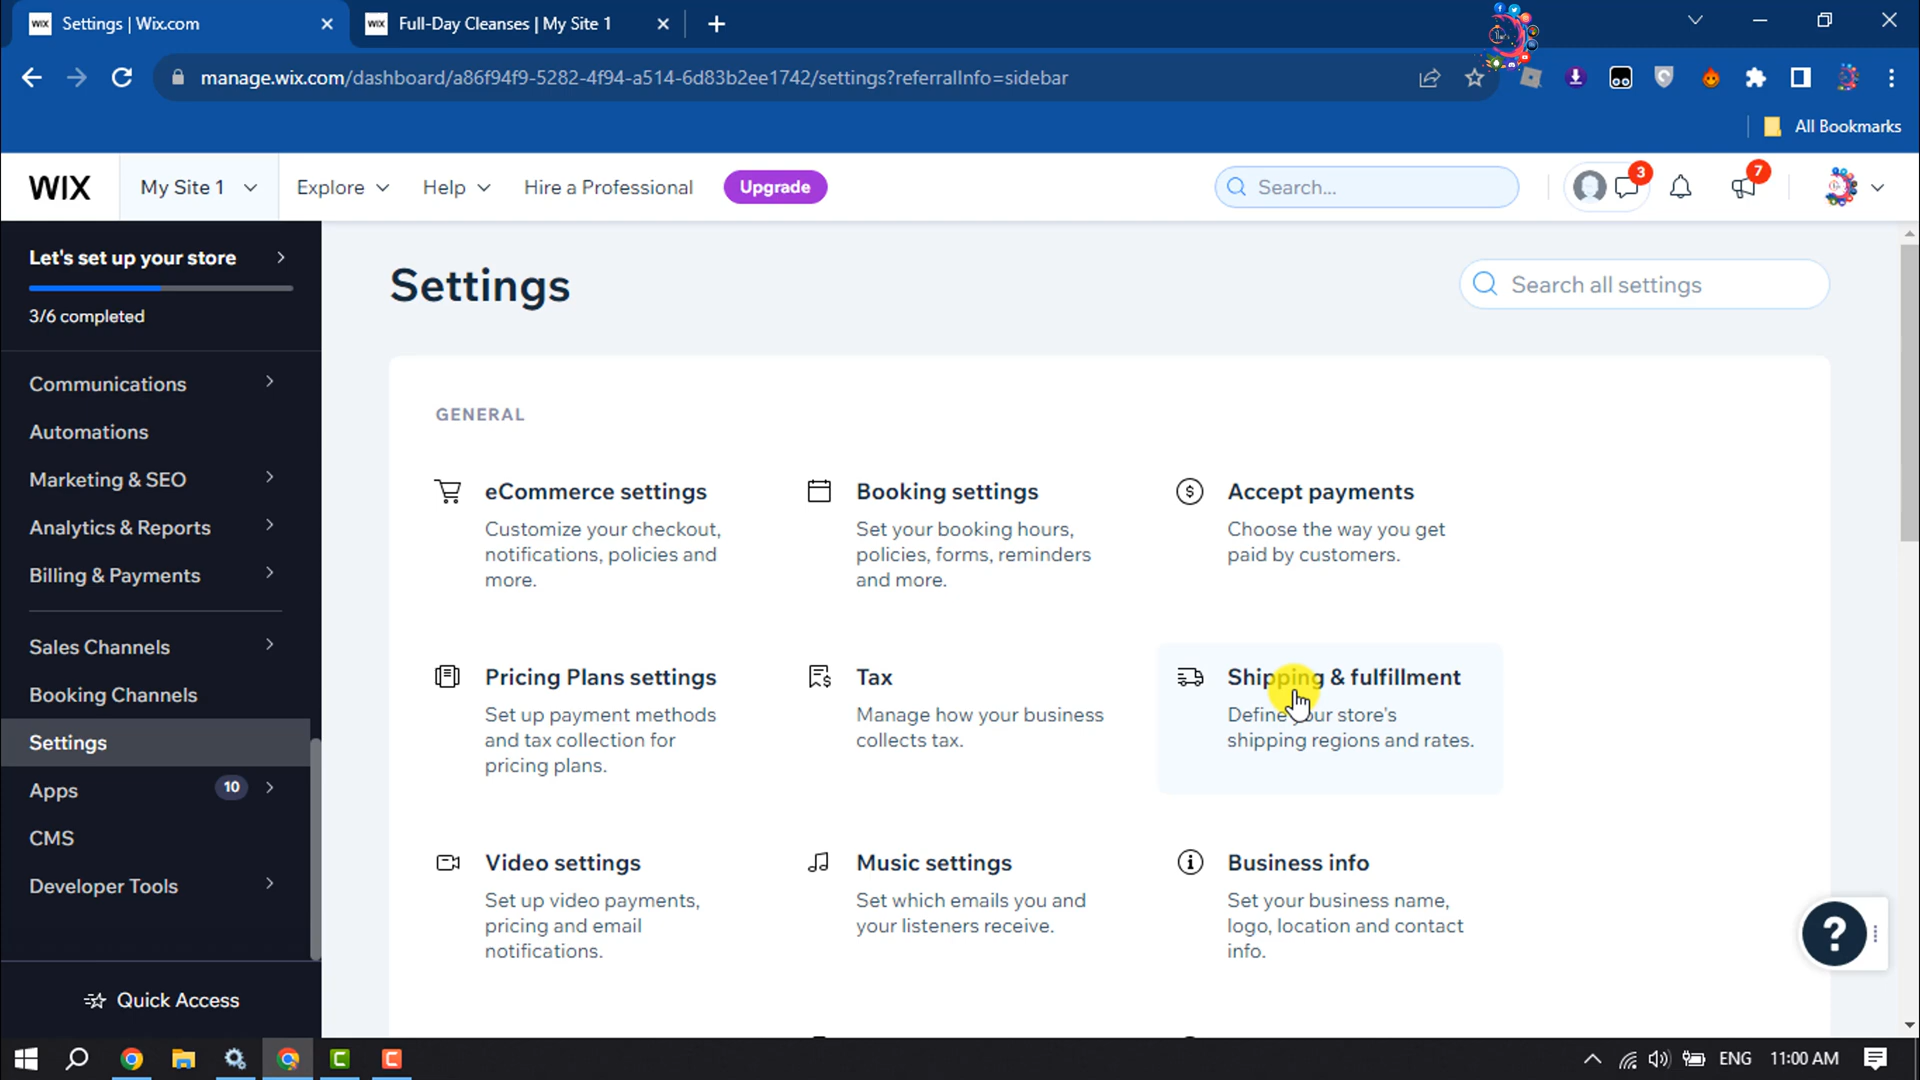 WIX Settings | Wix.com
WIX Full-Day Cleanses | My Site 1
manage.wix.com/dashboard/a86f94f9-5282-4f94-a514-6d83b2ee1742/settings?referralInfo=sidebar
All Bookmarks
WIX My Site 1 Explore Help Hire a Professional Upgrade Search... 3 7
Let's set up your store
3/6 completed
Communications
Automations
Marketing & SEO
Analytics & Reports
Billing & Payments
Sales Channels
Booking Channels
Settings
Apps 10
CMS
Developer Tools
Quick Access
Settings
Search all settings
GENERAL
eCommerce settings
Customize your checkout,
notifications, policies and
more.
Booking settings
Set your booking hours,
policies, forms, reminders
and more.
Accept payments
Choose the way you get
paid by customers.
Pricing Plans settings
Set up payment methods
and tax collection for
pricing plans.
Tax
Manage how your business
collects tax.
Shipping & fulfillment
Define your store's
shipping regions and rates.
Video settings
Set up video payments,
pricing and email
notifications.
Music settings
Set which emails you and
your listeners receive.
Business info
Set your business name,
logo, location and contact
info.
?
ENG 11:00 AM